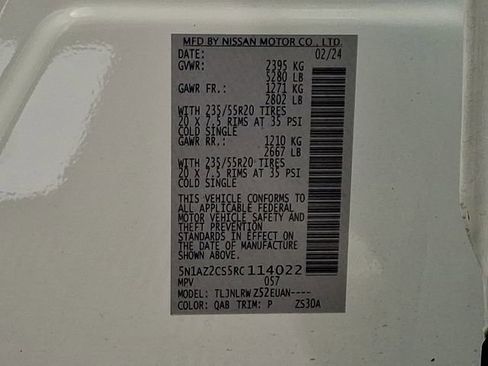 MFD BY NISSAN MOTOR CO., LTD.
DATE: 02/24
GVWR: 2395 KG
5280 LB
GAWR FR.: 1271 KG
2802 LB
WITH 235/55R20 TIRES
20 X 7.5 RIMS AT 35 PSI
COLD SINGLE
GAWR RR.: 1210 KG
2667 LB
WITH 235/55R20 TIRES
20 X 7.5 RIMS AT 35 PSI
COLD SINGLE
THIS VEHICLE CONFORMS TO
ALL APPLICABLE FEDERAL
MOTOR VEHICLE SAFETY AND
THEFT PREVENTION
STANDARDS IN EFFECT ON
THE DATE OF MANUFACTURE
SHOWN ABOVE.
5N1AZ2CS5RC114022
MPV 057
MODEL: TLJNLRWZ52EUAN----
COLOR: QAB TRIM: P ZS30A